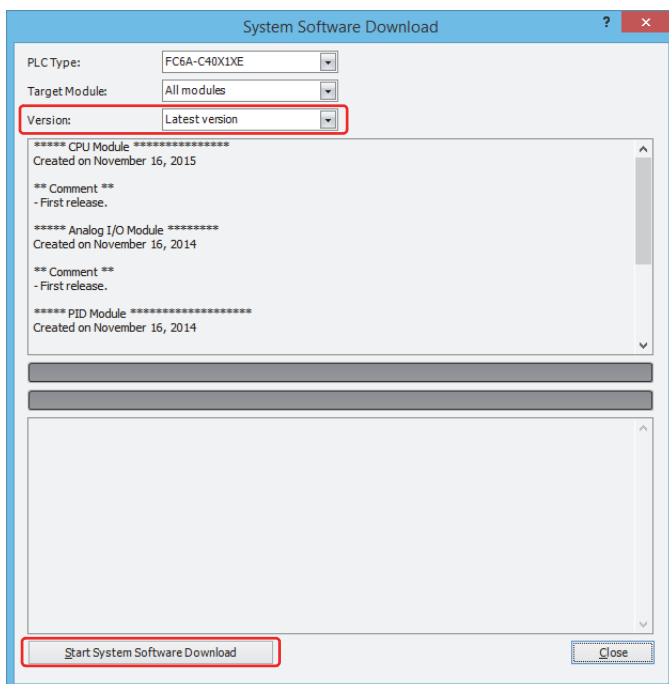 System Software Download
? ×
PLC Type: FC6A-C40X1XE
Target Module: All modules
Version: Latest version
***** CPU Module ***************
Created on November 16, 2015
** Comment **
- First release.
***** Analog I/O Module ********
Created on November 16, 2014
** Comment **
- First release.
***** PID Module *******************
Created on November 16, 2014
Start System Software Download
Close